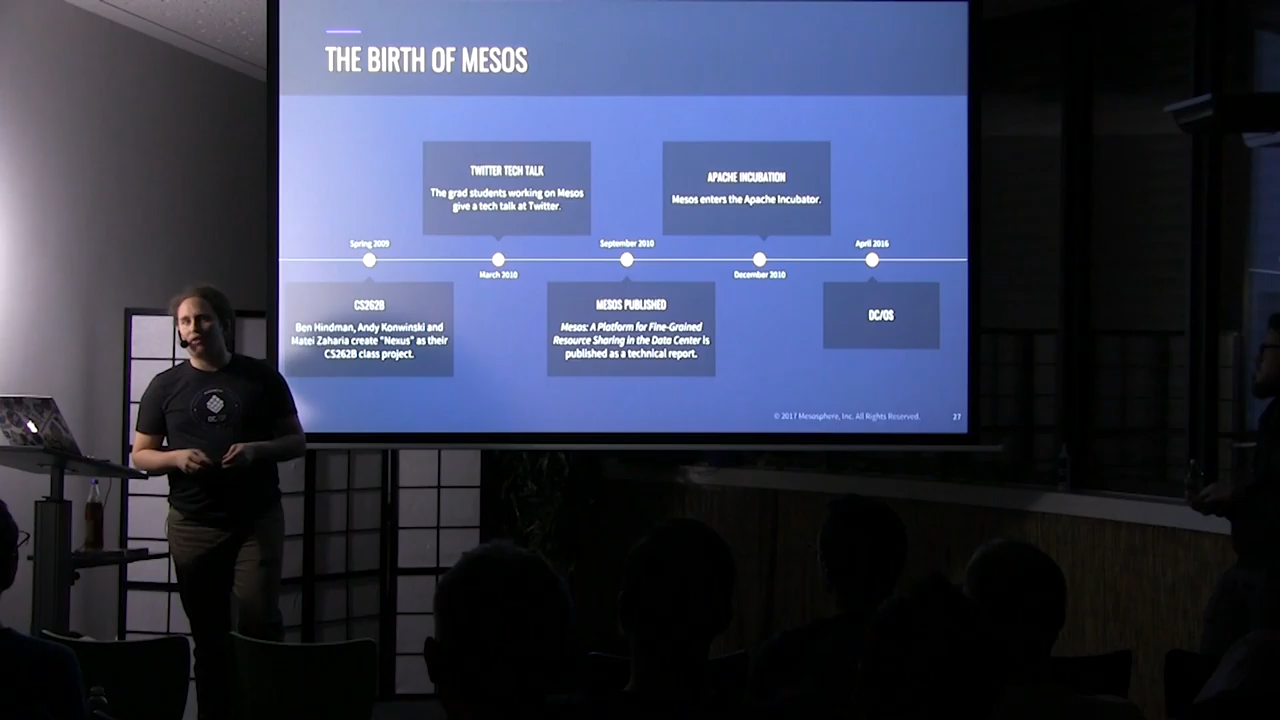 THE BIRTH OF MESOS
TWITTER TECH TALK
The grad students working on Mesos
give a tech talk at Twitter.
APACHE INCUBATION
Mesos enters the Apache Incubator.
Spring 2009
September 2010
April 2016
March 2010
December 2010
CS262B
Ben Hindman, Andy Konwinski and
Matei Zaharia create "Nexus" as their
CS262B class project.
MESOS PUBLISHED
Mesos: A Platform for Fine-Grained
Resource Sharing in the Data Center is
published as a technical report.
DC/OS
© 2017 Mesosphere, Inc. All Rights Reserved.
27
DC/OS